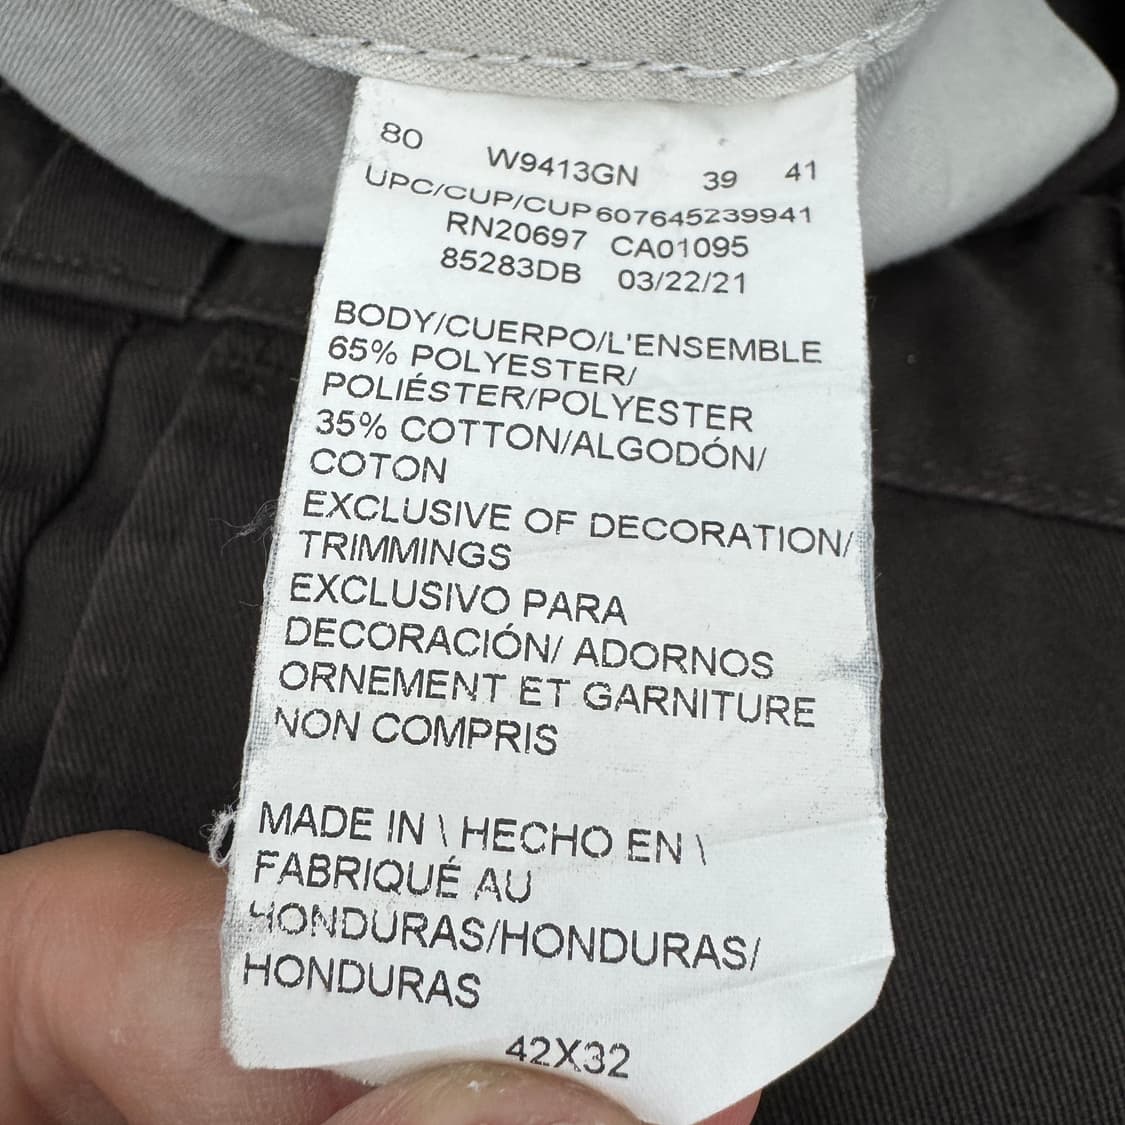 80 W9413GN 39 41
UPC/CUP/CUP 607645239941
RN20697 CA01095
85283DB 03/22/21
BODY/CUERPO/L'ENSEMBLE
65% POLYESTER/
POLIÉSTER/POLYESTER
35% COTTON/ALGODÓN/
COTON
EXCLUSIVE OF DECORATION/
TRIMMINGS
EXCLUSIVO PARA
DECORACIÓN/ ADORNOS
ORNEMENT ET GARNITURE
NON COMPRIS
MADE IN \ HECHO EN \
FABRIQUÉ AU
HONDURAS/HONDURAS/
HONDURAS
42X32